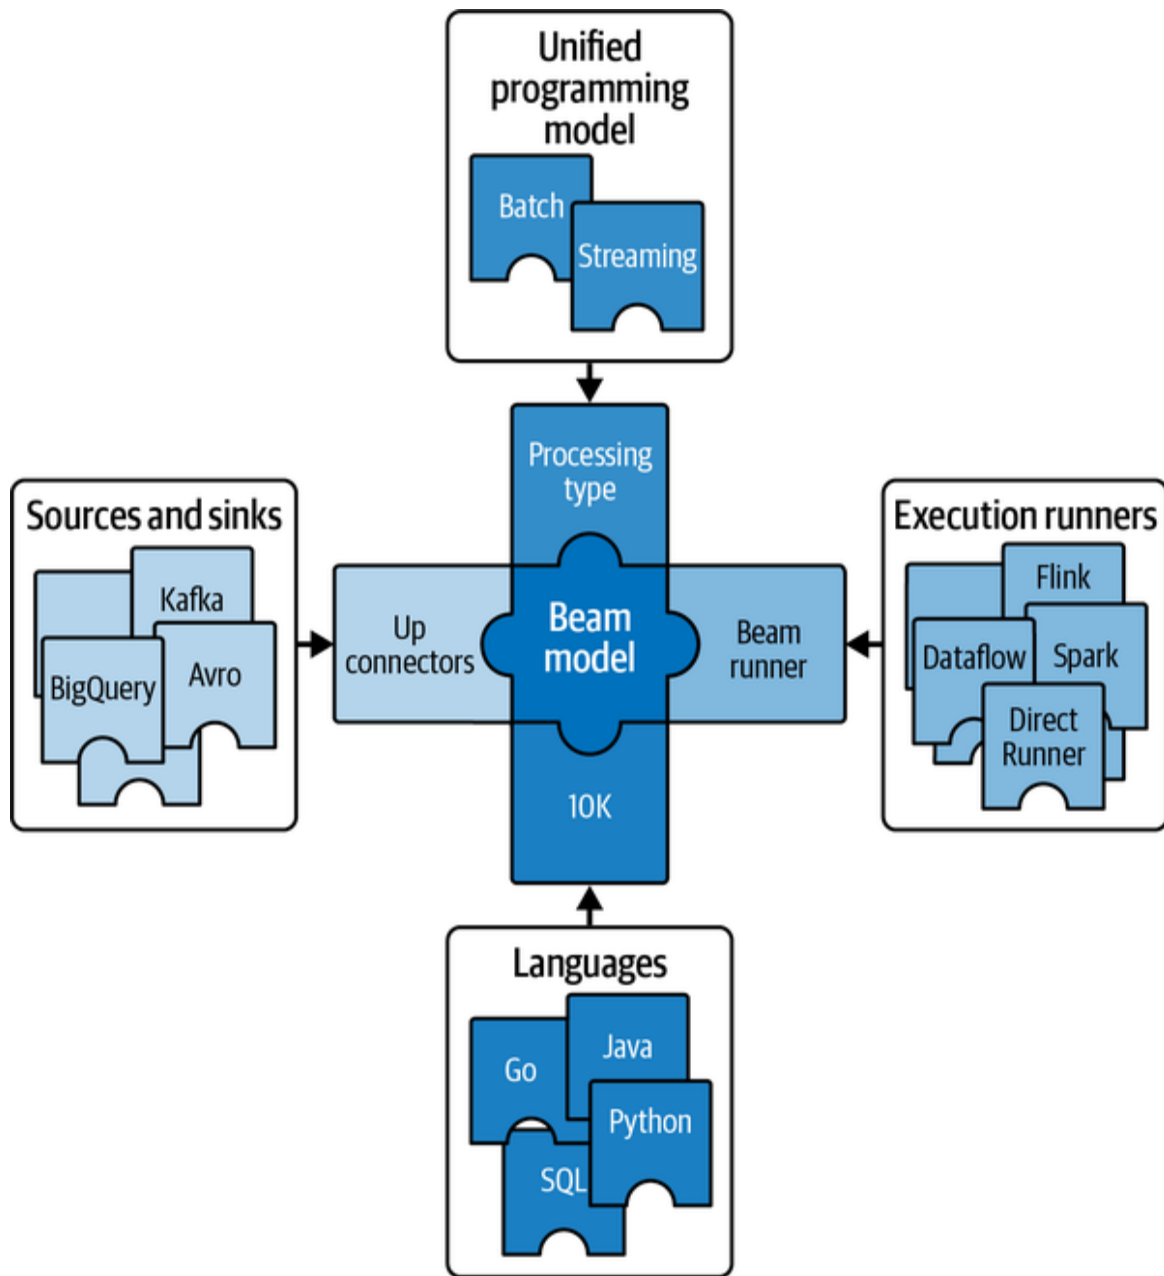 Unified
programming
model
Batch
Streaming
Processing
type
Sources and sinks
Kafka
BigQuery
Avro
Up
connectors
Beam
model
Beam
runner
Execution runners
Flink
Dataflow
Spark
Direct
Runner
10K
Languages
Go
Java
Python
SQL